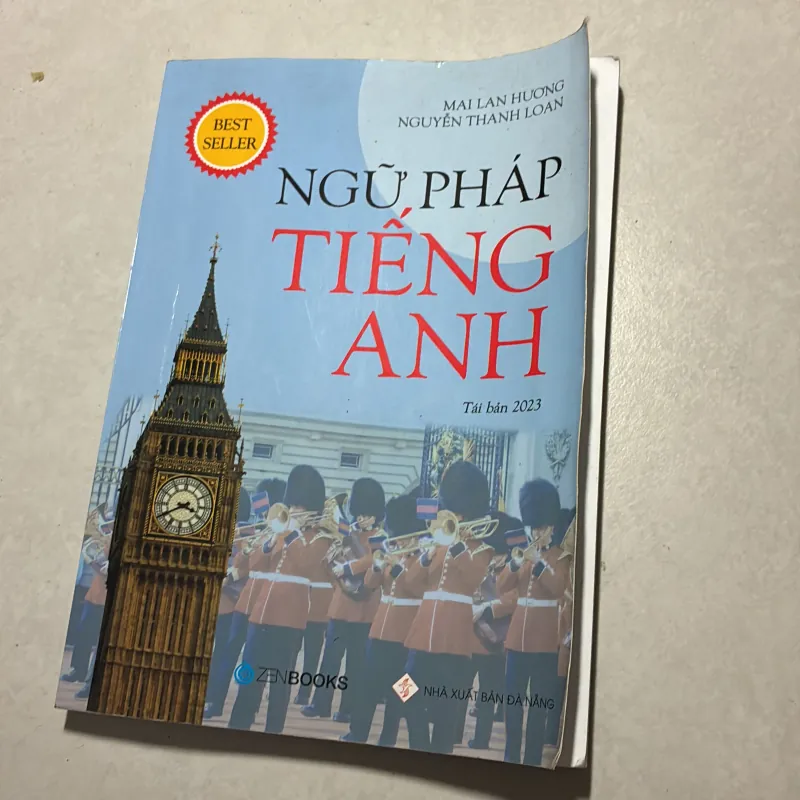 MAI LAN HƯƠNG
NGUYỄN THANH LOAN
BEST
SELLER
NGỮ PHÁP
TIẾNG
ANH
Tái bản 2023
ZENBOOKS
NHÀ XUẤT BẢN ĐÀ NẴNG